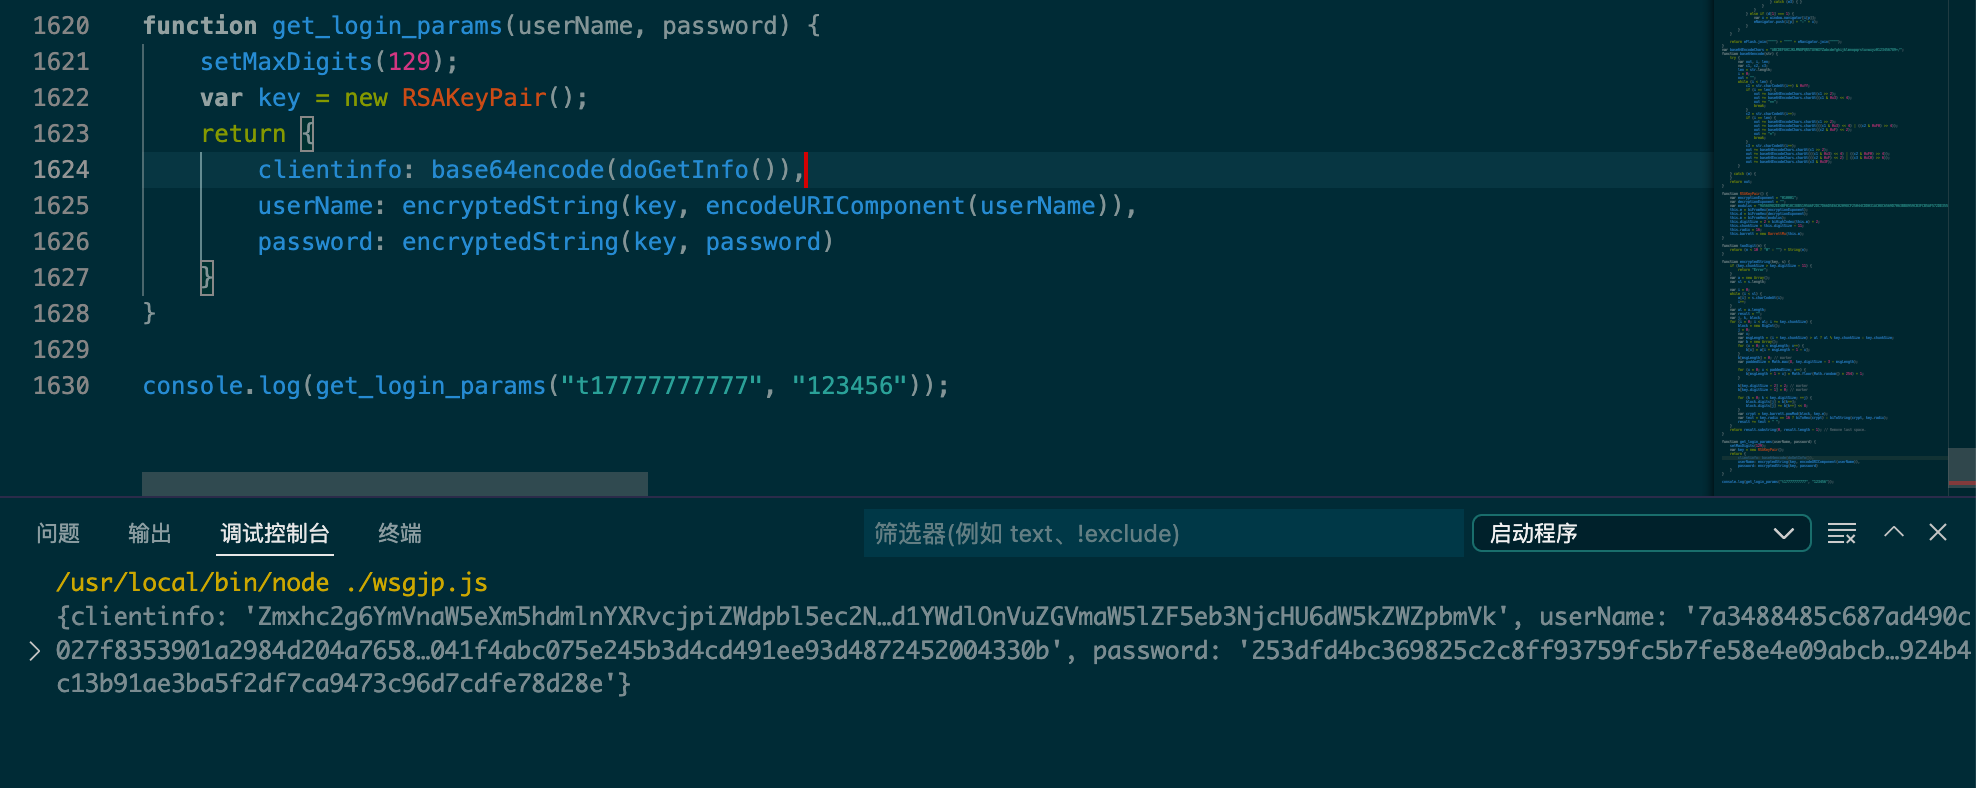 1620 function get_login_params(userName, password) {
1621 setMaxDigits(129);
1622 var key = new RSAKeyPair();
1623 return {
1624 clientinfo: base64encode(doGetInfo()),
1625 userName: encryptedString(key, encodeURIComponent(userName)),
1626 password: encryptedString(key, password)
1627 }
1628 }
1629
1630 console.log(get_login_params("t17777777777", "123456"));
问题 输出 调试控制台 终端 筛选器(例如 text、!exclude) 启动程序
/usr/local/bin/node ./wsgjp.js
{clientinfo: 'Zmxhc2g6YmVnaW5eXm5hdmlnYXRvcjpiZWdpbl5ec2N…d1YWdlOnVuZGVmaW5lZF5eb3NjcHU6dW5kZWZpbmVk', userName: '7a3488485c687ad490c
027f8353901a2984d204a7658…041f4abc075e245b3d4cd491ee93d4872452004330b', password: '253dfd4bc369825c2c8ff93759fc5b7fe58e4e09abcb…924b4
c13b91ae3ba5f2df7ca9473c96d7cdfe78d28e'}